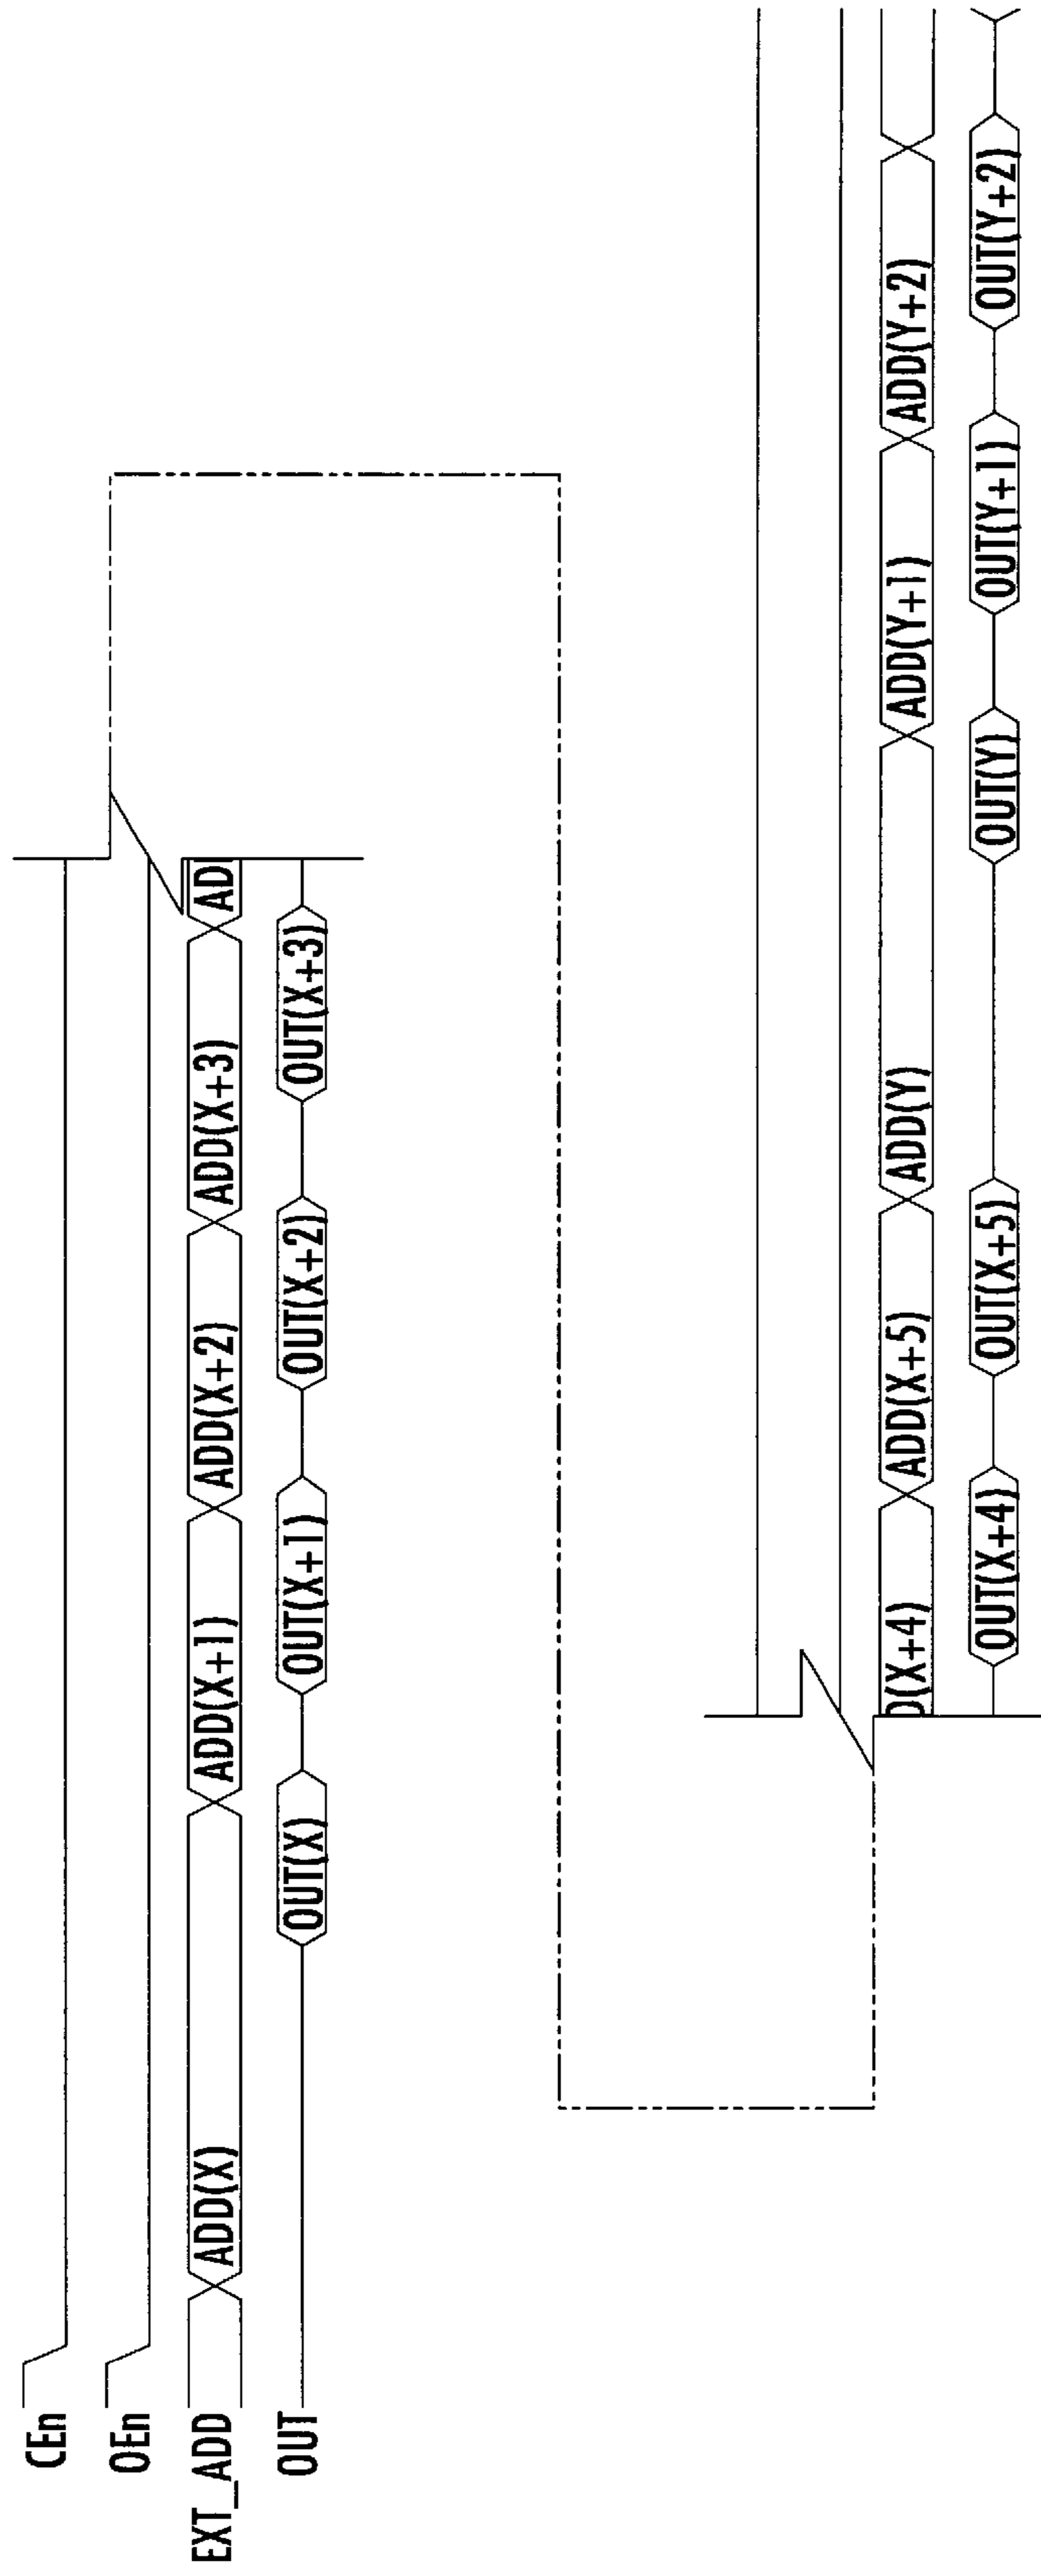 CEn
OEn
EXT_ADD
ADD(X) ADD(X+1) ADD(X+2) ADD(X+3) AD
OUT
OUT(X) OUT(X+1) OUT(X+2) OUT(X+3)
D(X+4) ADD(X+5) ADD(Y) ADD(Y+1) ADD(Y+2)
OUT(X+4) OUT(X+5) OUT(Y) OUT(Y+1) OUT(Y+2)